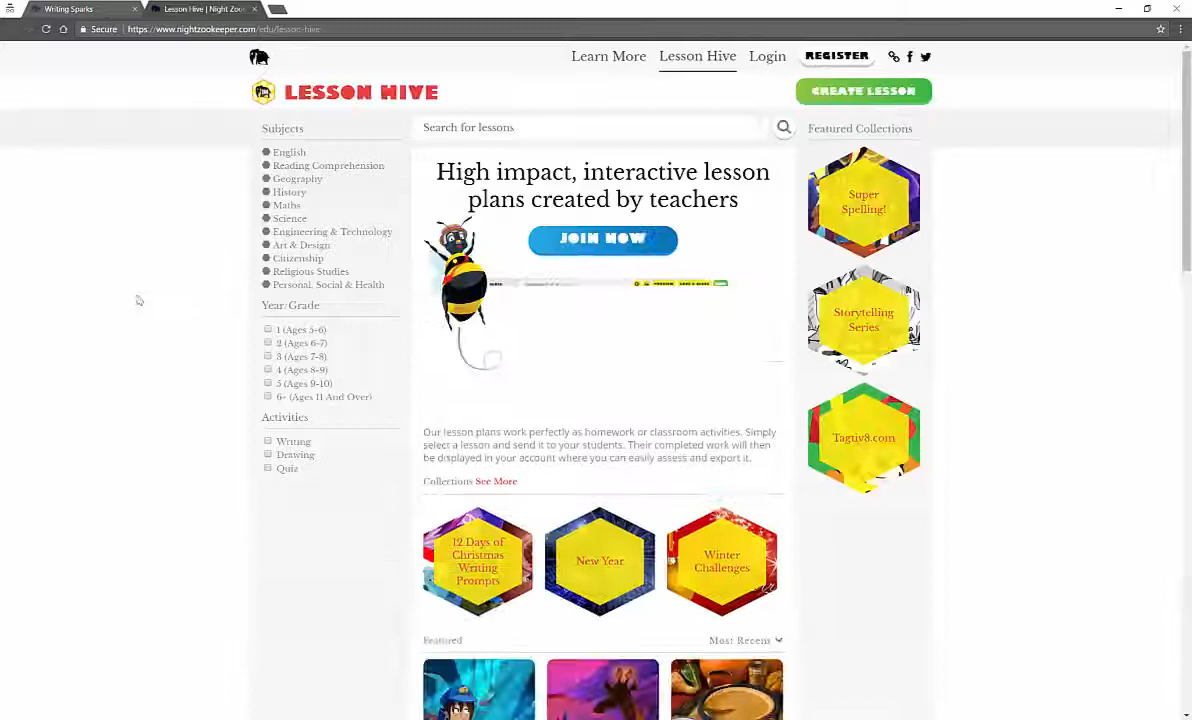 Writing Sparks
Lesson Hive | Night Zoo
Secure
https://www.nightzookeeper.com/edu/lesson-hive
Learn More
Lesson Hive
Login
REGISTER
LESSON HIVE
CREATE LESSON
Subjects
English
Reading Comprehension
Geography
History
Maths
Science
Engineering & Technology
Art & Design
Citizenship
Religious Studies
Personal, Social & Health
Year/Grade
1 (Ages 5-6)
2 (Ages 6-7)
3 (Ages 7-8)
4 (Ages 8-9)
5 (Ages 9-10)
6+ (Ages 11 And Over)
Activities
Writing
Drawing
Quiz
Search for lessons
High impact, interactive lesson
plans created by teachers
JOIN NOW
Our lesson plans work perfectly as homework or classroom activities. Simply
select a lesson and send it to your students. Their completed work will then
be displayed in your account where you can easily assess and export it.
Collections See More
12 Days of
Christmas
Writing
Prompts
New Year
Winter
Challenges
Featured
Most Recent
Featured Collections
Super
Spelling!
Storytelling
Series
Tagtiv8.com